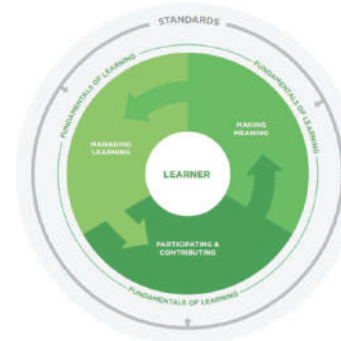 STANDARDS
FUNDAMENTALS OF LEARNING
FUNDAMENTALS OF LEARNING
MANAGING
LEARNING
MAKING
MEANING
LEARNER
PARTICIPATING &
CONTRIBUTING
FUNDAMENTALS OF LEARNING